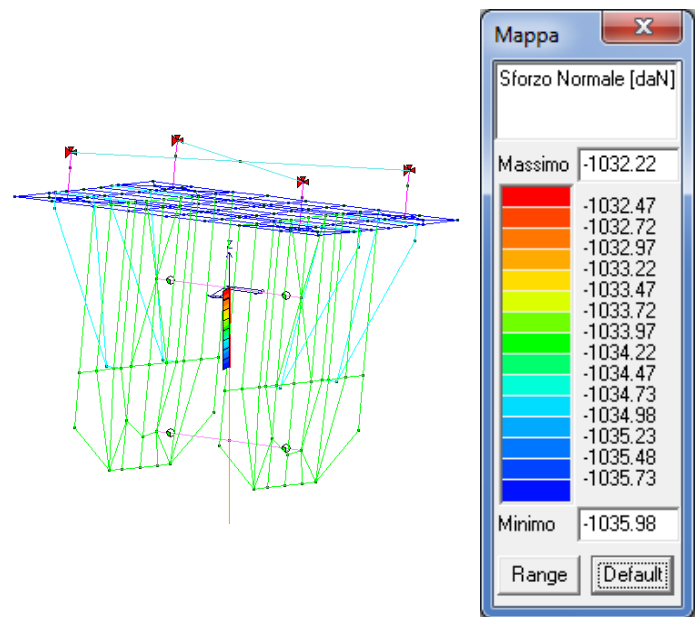 Mappa
Sforzo Normale [daN]
Massimo -1032.22
-1032.47
-1032.72
-1032.97
-1033.22
-1033.47
-1033.72
-1033.97
-1034.22
-1034.47
-1034.73
-1034.98
-1035.23
-1035.48
-1035.73
Minimo -1035.98
Range Default
Z